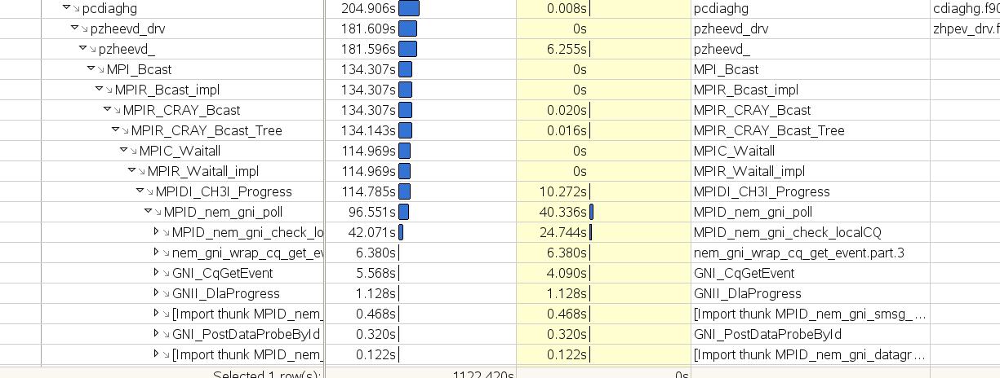 pcdiaghg 204.906s 0.008s pcdiaghg cdiaghg.f90
pzheevd_drv 181.609s 0s pzheevd_drv zhpev_drv.f
pzheevd_ 181.596s 6.255s pzheevd_
MPI_Bcast 134.307s 0s MPI_Bcast
MPIR_Bcast_impl 134.307s 0s MPIR_Bcast_impl
MPIR_CRAY_Bcast 134.307s 0.020s MPIR_CRAY_Bcast
MPIR_CRAY_Bcast_Tree 134.143s 0.016s MPIR_CRAY_Bcast_Tree
MPIC_Waitall 114.969s 0s MPIC_Waitall
MPIR_Waitall_impl 114.969s 0s MPIR_Waitall_impl
MPIDI_CH3I_Progress 114.785s 10.272s MPIDI_CH3I_Progress
MPID_nem_gni_poll 96.551s 40.336s MPID_nem_gni_poll
MPID_nem_gni_check_lo 42.071s 24.744s MPID_nem_gni_check_localCQ
nem_gni_wrap_cq_get_ev 6.380s 6.380s nem_gni_wrap_cq_get_event.part.3
GNI_CqGetEvent 5.568s 4.090s GNI_CqGetEvent
GNII_DlaProgress 1.128s 1.128s GNII_DlaProgress
[Import thunk MPID_nem_ 0.468s 0.468s [Import thunk MPID_nem_gni_smsg_...
GNI_PostDataProbeById 0.320s 0.320s GNI_PostDataProbeById
[Import thunk MPID_nem_ 0.122s 0.122s [Import thunk MPID_nem_gni_datagr...
Selected 1 row(s): 1122.420s 0s